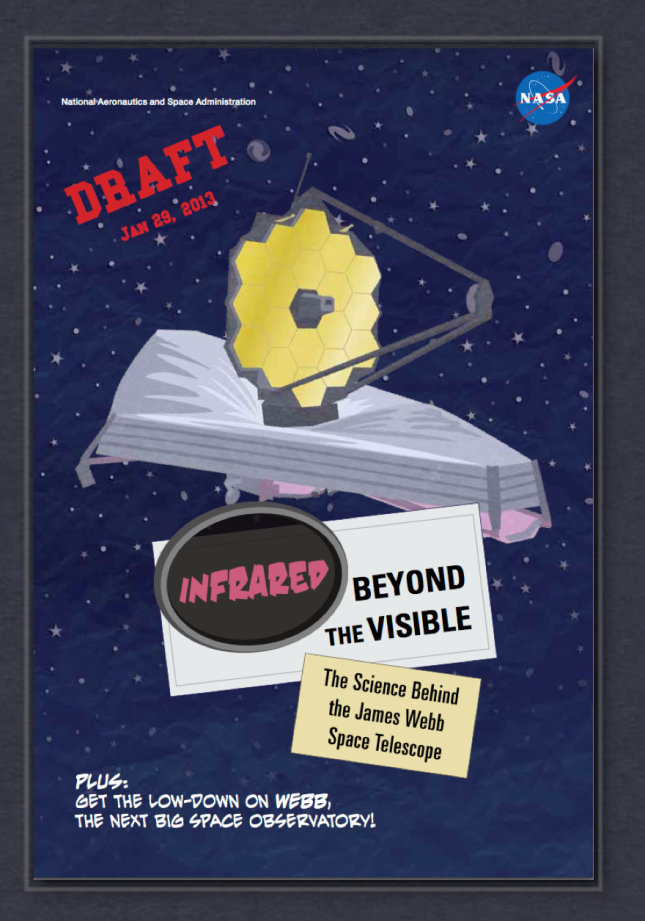 National Aeronautics and Space Administration
NASA
DRAFT
JAN 29, 2013
INFRARED
BEYOND
THE VISIBLE
The Science Behind
the James Webb
Space Telescope
PLUS:
GET THE LOW-DOWN ON WEBB,
THE NEXT BIG SPACE OBSERVATORY!